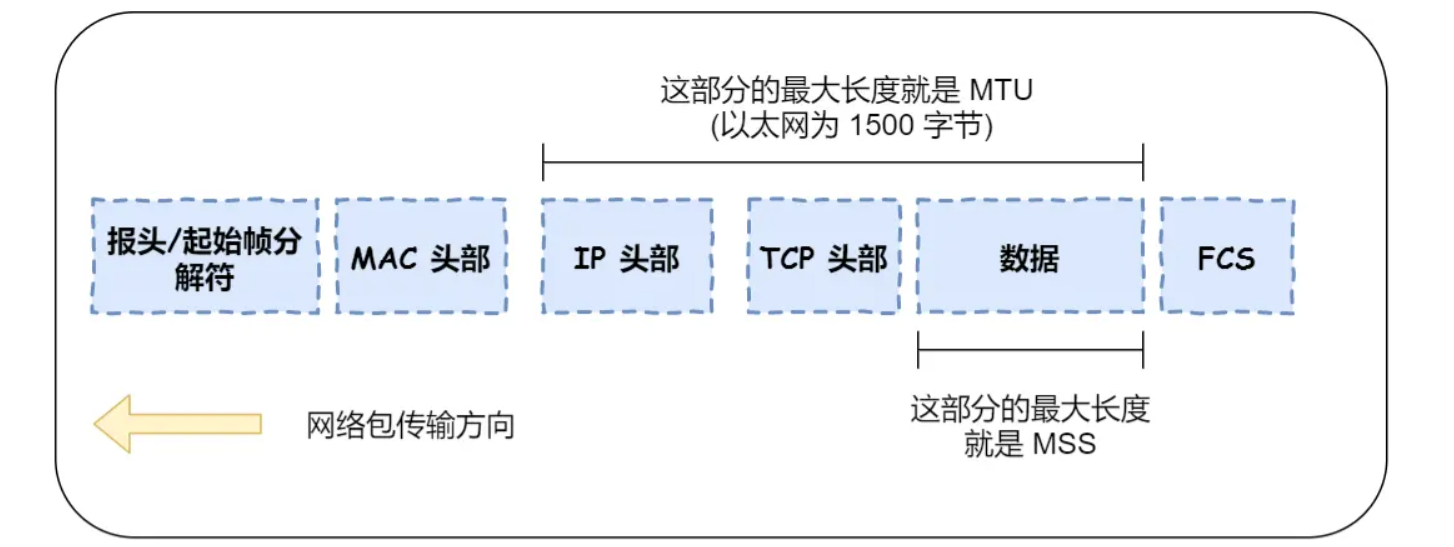 这部分的最大长度就是 MTU
(以太网为 1500 字节)
报头/起始帧分
解符
MAC 头部
IP 头部
TCP 头部
数据
FCS
网络包传输方向
这部分的最大长度
就是 MSS